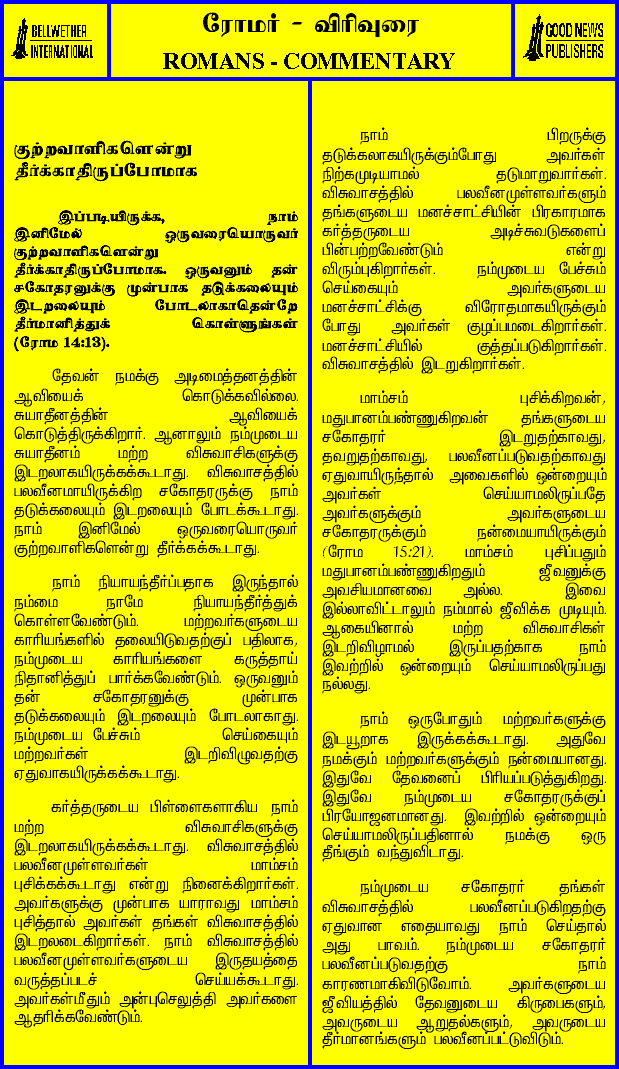 BELLWETHER
INTERNATIONAL
ரோமர் - விரிவுரை
ROMANS - COMMENTARY
GOOD NEWS
PUBLISHERS
குற்றவாளிகளென்று
தீர்க்காதிருப்போமாக
இப்படியிருக்க, நாம்
இனிமேல் ஒருவரையொருவர்
குற்றவாளிகளென்று
தீர்க்காதிருப்போமாக. ஒருவனும் தன்
சகோதரனுக்கு முன்பாக தடுக்கலையும்
இடறலையும் போடலாகாதென்றே
தீர்மானித்துக் கொள்ளுங்கள்
(ரோம 14:13).
தேவன் நமக்கு அடிமைத்தனத்தின்
ஆவியைக் கொடுக்கவில்லை.
சுயாதீனத்தின் ஆவியைக்
கொடுத்திருக்கிறார். ஆனாலும் நம்முடைய
சுயாதீனம் மற்ற விசுவாசிகளுக்கு
இடறலாகயிருக்கக்கூடாது. விசுவாசத்தில்
பலவீனமாயிருக்கிற சகோதரருக்கு நாம்
தடுக்கலையும் இடறலையும் போடக்கூடாது.
நாம் இனிமேல் ஒருவரையொருவர்
குற்றவாளிகளென்று தீர்க்கக்கூடாது.
நாம் நியாயந்தீர்ப்பதாக இருந்தால்
நம்மை நாமே நியாயந்தீர்த்துக்
கொள்ளவேண்டும். மற்றவர்களுடைய
காரியங்களில் தலையிடுவதற்குப் பதிலாக,
நம்முடைய காரியங்களை கருத்தாய்
நிதானித்துப் பார்க்கவேண்டும். ஒருவனும்
தன் சகோதரனுக்கு முன்பாக
தடுக்கலையும் இடறலையும் போடலாகாது.
நம்முடைய பேச்சும் செய்கையும்
மற்றவர்கள் இடறிவிழுவதற்கு
ஏதுவாகயிருக்கக்கூடாது.
கர்த்தருடைய பிள்ளைகளாகிய நாம்
மற்ற விசுவாசிகளுக்கு
இடறலாகயிருக்கக்கூடாது. விசுவாசத்தில்
பலவீனமுள்ளவர்கள் மாம்சம்
புசிக்கக்கூடாது என்று நினைக்கிறார்கள்.
அவர்களுக்கு முன்பாக யாராவது மாம்சம்
புசித்தால் அவர்கள் தங்கள் விசுவாசத்தில்
இடறலடைகிறார்கள். நாம் விசுவாசத்தில்
பலவீனமுள்ளவர்களுடைய இருதயத்தை
வருத்தப்படச் செய்யக்கூடாது.
அவர்கள்மீதும் அன்புசெலுத்தி அவர்களை
ஆதரிக்கவேண்டும்.
நாம் பிறருக்கு
தடுக்கலாகயிருக்கும்போது அவர்கள்
நிற்கமுடியாமல் தடுமாறுவார்கள்.
விசுவாசத்தில் பலவீனமுள்ளவர்களும்
தங்களுடைய மனச்சாட்சியின் பிரகாரமாக
கர்த்தருடைய அடிச்சுவடுகளைப்
பின்பற்றவேண்டும் என்று
விரும்புகிறார்கள். நம்முடைய பேச்சும்
செய்கையும் அவர்களுடைய
மனச்சாட்சிக்கு விரோதமாகயிருக்கும்
போது அவர்கள் குழப்பமடைகிறார்கள்.
மனச்சாட்சியில் குத்தப்படுகிறார்கள்.
விசுவாசத்தில் இடறுகிறார்கள்.
மாம்சம் புசிக்கிறவன்,
மதுபானம்பண்ணுகிறவன் தங்களுடைய
சகோதரர் இடறுதற்காவது,
தவறுதற்காவது, பலவீனப்படுவதற்காவது
ஏதுவாயிருந்தால் அவைகளில் ஒன்றையும்
அவர்கள் செய்யாமலிருப்பதே
அவர்களுக்கும் அவர்களுடைய
சகோதரருக்கும் நன்மையாயிருக்கும்
(ரோம 15:21). மாம்சம் புசிப்பதும்
மதுபானம்பண்ணுகிறதும் ஜீவனுக்கு
அவசியமானவை அல்ல. இவை
இல்லாவிட்டாலும் நம்மால் ஜீவிக்க முடியும்.
ஆகையினால் மற்ற விசுவாசிகள்
இடறிவிழாமல் இருப்பதற்காக நாம்
இவற்றில் ஒன்றையும் செய்யாமலிருப்பது
நல்லது.
நாம் ஒருபோதும் மற்றவர்களுக்கு
இடயூறாக இருக்கக்கூடாது. அதுவே
நமக்கும் மற்றவர்களுக்கும் நன்மையானது.
இதுவே தேவனைப் பிரியப்படுத்துகிறது.
இதுவே நம்முடைய சகோதரருக்குப்
பிரயோஜனமானது. இவற்றில் ஒன்றையும்
செய்யாமலிருப்பதினால் நமக்கு ஒரு
தீங்கும் வந்துவிடாது.
நம்முடைய சகோதரர் தங்கள்
விசுவாசத்தில் பலவீனப்படுகிறதற்கு
ஏதுவான எதையாவது நாம் செய்தால்
அது பாவம். நம்முடைய சகோதரர்
பலவீனப்படுவதற்கு நாம்
காரணமாகிவிடுவோம். அவர்களுடைய
ஜீவியத்தில் தேவனுடைய கிருபைகளும்,
அவருடைய ஆறுதல்களும், அவருடைய
தீர்மானங்களும் பலவீனப்பட்டுவிடும்.